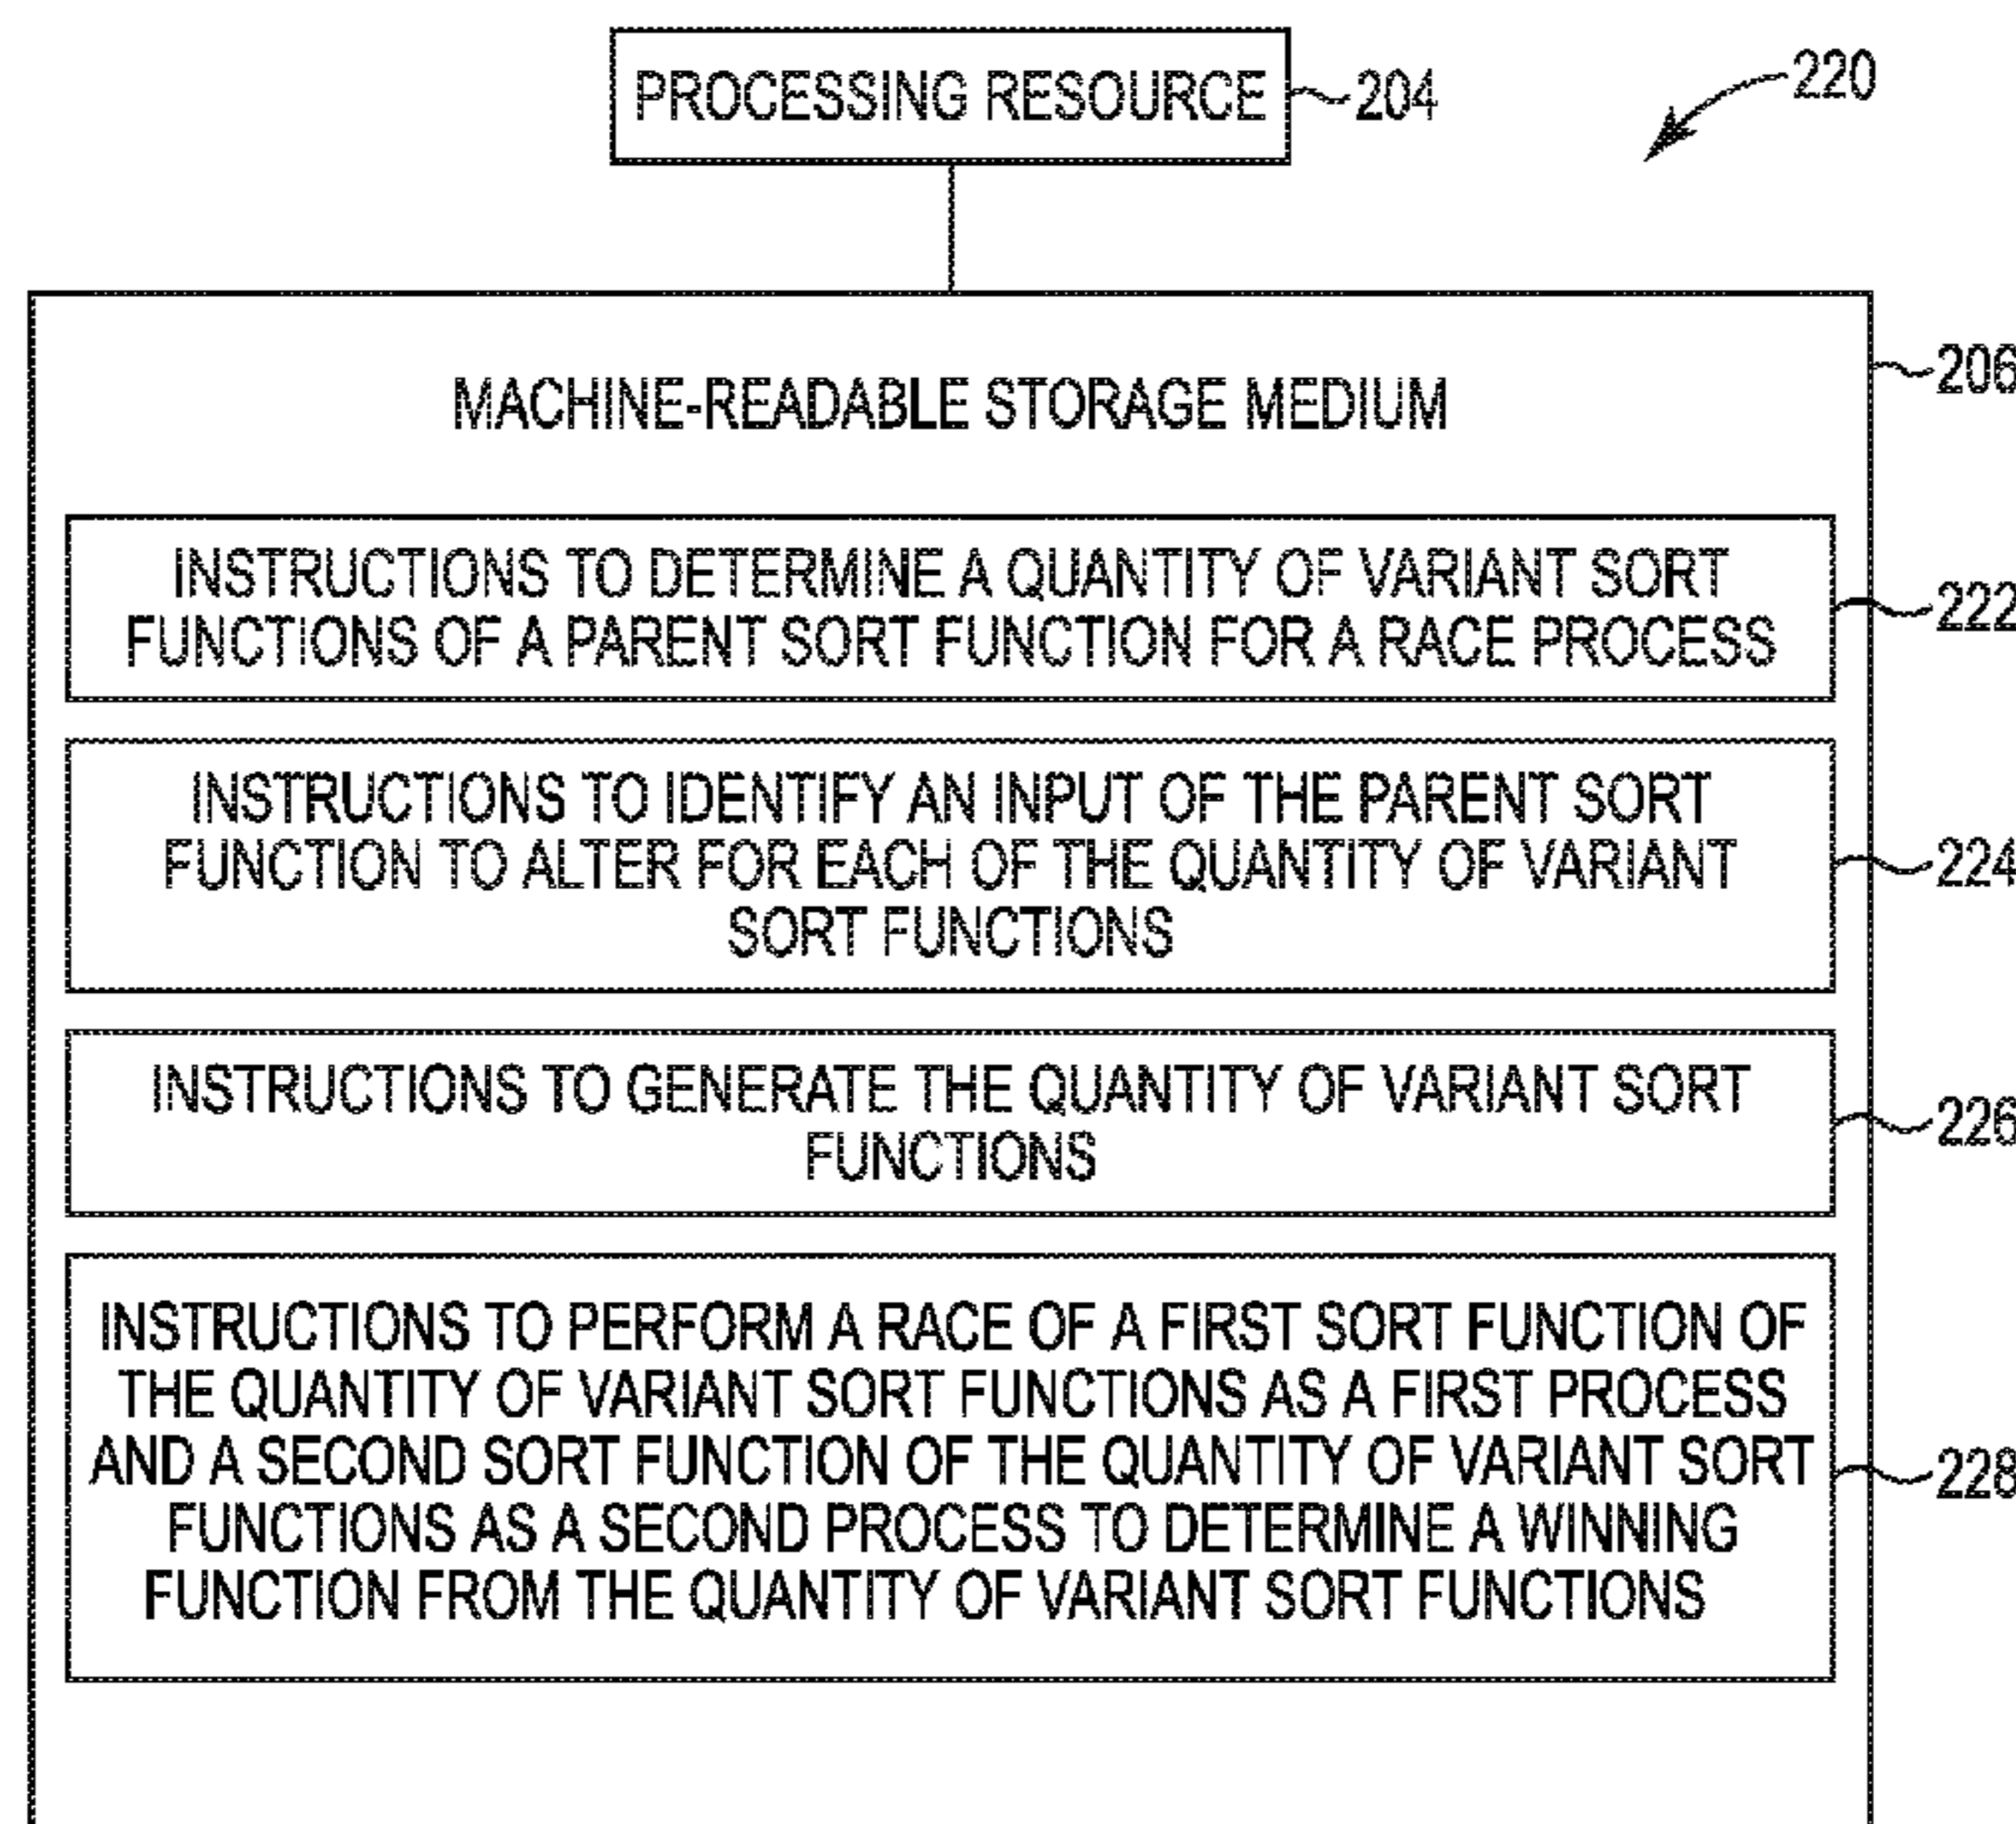 PROCESSING RESOURCE
204
220
MACHINE-READABLE STORAGE MEDIUM
206
INSTRUCTIONS TO DETERMINE A QUANTITY OF VARIANT SORT
FUNCTIONS OF A PARENT SORT FUNCTION FOR A RACE PROCESS
222
INSTRUCTIONS TO IDENTIFY AN INPUT OF THE PARENT SORT
FUNCTION TO ALTER FOR EACH OF THE QUANTITY OF VARIANT
SORT FUNCTIONS
224
INSTRUCTIONS TO GENERATE THE QUANTITY OF VARIANT SORT
FUNCTIONS
226
INSTRUCTIONS TO PERFORM A RACE OF A FIRST SORT FUNCTION OF
THE QUANTITY OF VARIANT SORT FUNCTIONS AS A FIRST PROCESS
AND A SECOND SORT FUNCTION OF THE QUANTITY OF VARIANT SORT
FUNCTIONS AS A SECOND PROCESS TO DETERMINE A WINNING
FUNCTION FROM THE QUANTITY OF VARIANT SORT FUNCTIONS
228